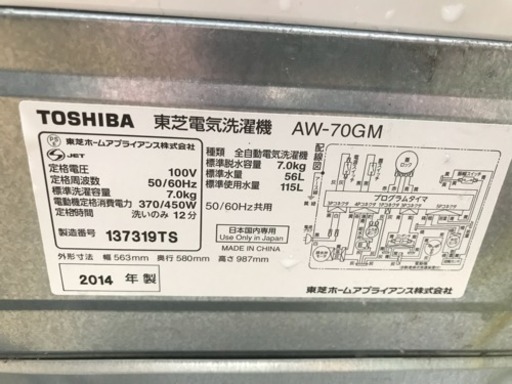 TOSHIBA 東芝電気洗濯機 AW-70GM
東芝ホームアプライアンス株式会社
JET
定格電圧 100V
定格周波数 50/60Hz
標準洗濯容量 7.0kg
電動機定格消費電力 370/450W
定格時間 洗いのみ 12分
製造番号 137319TS
種類 全自動電気洗濯機
標準脱水容量 7.0kg
標準水量 56L
標準使用水量 115L
50/60Hz共用
日本国内専用
Use Only in Japan
MADE IN CHINA
外形寸法 幅 563mm 奥行 580mm 高さ 987mm
2014 年製
配線図
プログラムタイマ
東芝ホームアプライアンス株式会社